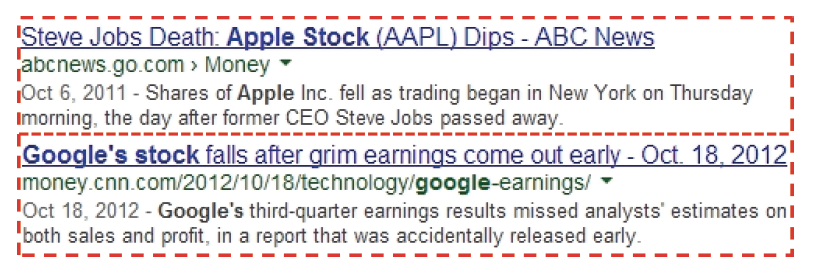 Steve Jobs Death: Apple Stock (AAPL) Dips - ABC News
abcnews.go.com › Money ▼
Oct 6, 2011 - Shares of Apple Inc. fell as trading began in New York on Thursday
morning, the day after former CEO Steve Jobs passed away.
Google's stock falls after grim earnings come out early - Oct. 18, 2012
money.cnn.com/2012/10/18/technology/google-earnings/ ▼
Oct 18, 2012 - Google's third-quarter earnings results missed analysts' estimates on
both sales and profit, in a report that was accidentally released early.